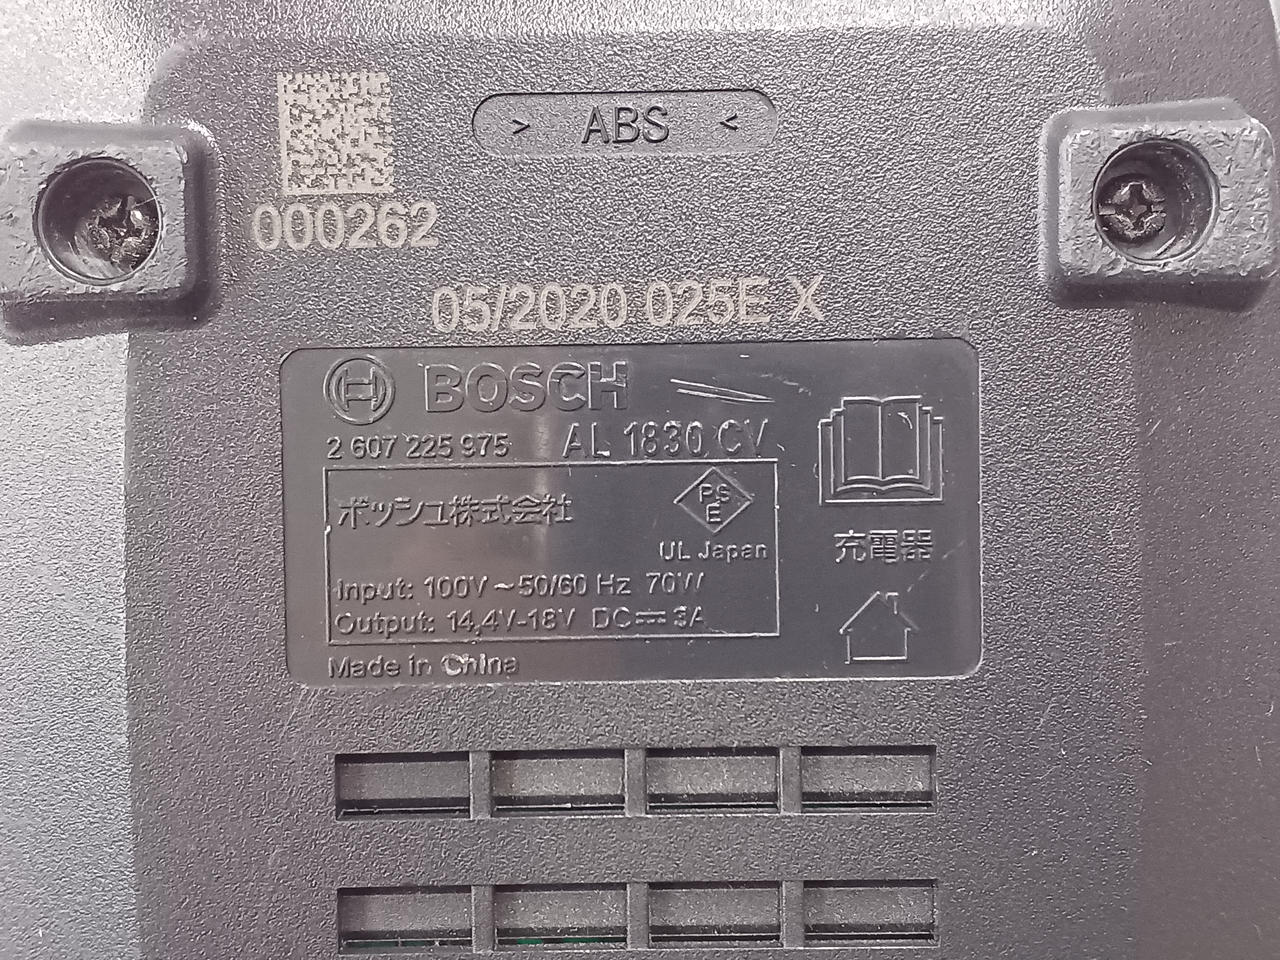 > ABS <
000262
05/2020 025E X
BOSCH
2 607 225 975 AL 1830 CV
ボッシュ株式会社
PS
E
UL Japan
Input: 100V ~ 50/60 Hz 70W
Output: 14,4V-18V DC⎓ 3A
Made in China
充電器